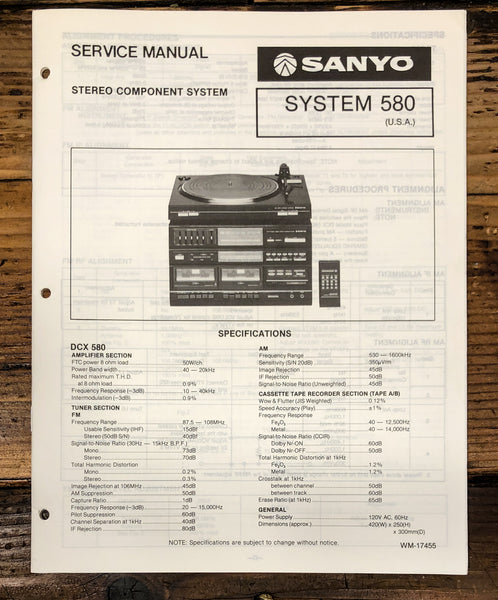 SERVICE MANUAL
SANYO
STEREO COMPONENT SYSTEM
SYSTEM 580
(U.S.A.)
SPECIFICATIONS
DCX 580
AMPLIFIER SECTION
FTC power 8 ohm load 50W/ch
Power Band width 40 — 20kHz
Rated maximum T.H.D.
at 8 ohm load 0.9%
Frequency Response (−3dB) 10 — 40kHz
Intermodulation (−3dB) 0.9%
TUNER SECTION
FM
Frequency Range 87.5 — 108MHz
Usable Sensitivity (IHF) 15dBf
Stereo (50dB S/N) 40dBf
Signal-to-Noise Ratio (30Hz — 15kHz B.P.F.)
Mono 73dB
Stereo 70dB
Total Harmonic Distortion
Mono 0.2%
Stereo 0.3%
Image Rejection at 106MHz 45dB
AM Suppression 50dB
Capture Ratio 1dB
Frequency Response (−3dB) 20 — 15,000Hz
Pilot Suppression 60dB
Channel Separation at 1kHz 40dB
IF Rejection 80dB
AM
Frequency Range 530 — 1600kHz
Sensitivity (S/N 20dB) 350μV/m
Image Rejection 45dB
IF Rejection 50dB
Signal-to-Noise Ratio (Unweighted) 45dB
CASSETTE TAPE RECORDER SECTION (TAPE A/B)
Wow & Flutter (JIS Weighted) 0.12%
Speed Accuracy (Play) ±1%
Frequency Response
Fe₂O₃ 40 — 12,500Hz
Metal 40 — 14,000Hz
Signal-to-Noise Ratio (CCIR)
Dolby NR-ON 60dB
Dolby NR-OFF 50dB
Total Harmonic Distortion at 1kHz
Fe₂O₃ 1.2%
Metal 1.2%
Crosstalk at 1kHz
between channel 50dB
between track 60dB
Erase Ratio (at 1kHz) 65dB
GENERAL
Power Supply 120V AC, 60Hz
Dimensions (approx.) 420(W) x 250(H)
x 300mm(D)
NOTE: Specifications are subject to change without notice.
WM-17455